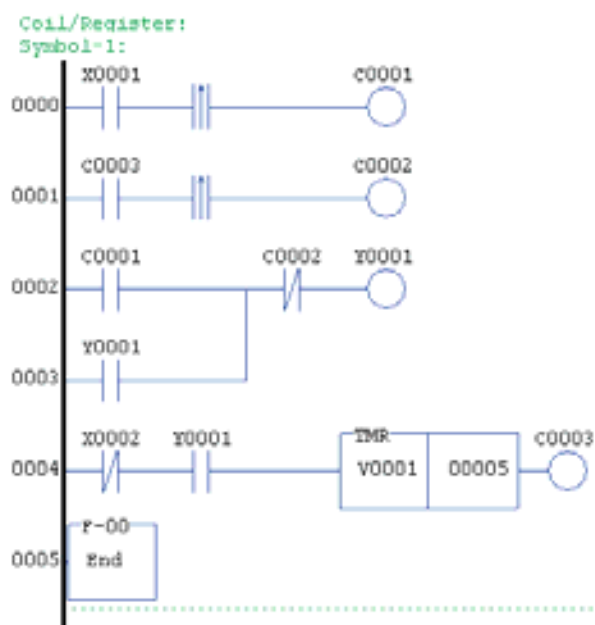 Coil/Register:
Symbol-1:
X0001 C0001
0000
C0003 C0002
0001
C0001 C0002 Y0001
0002
Y0001
0003
X0002 Y0001 TMR C0003
0004 V0001 00005
F-00
0005 End